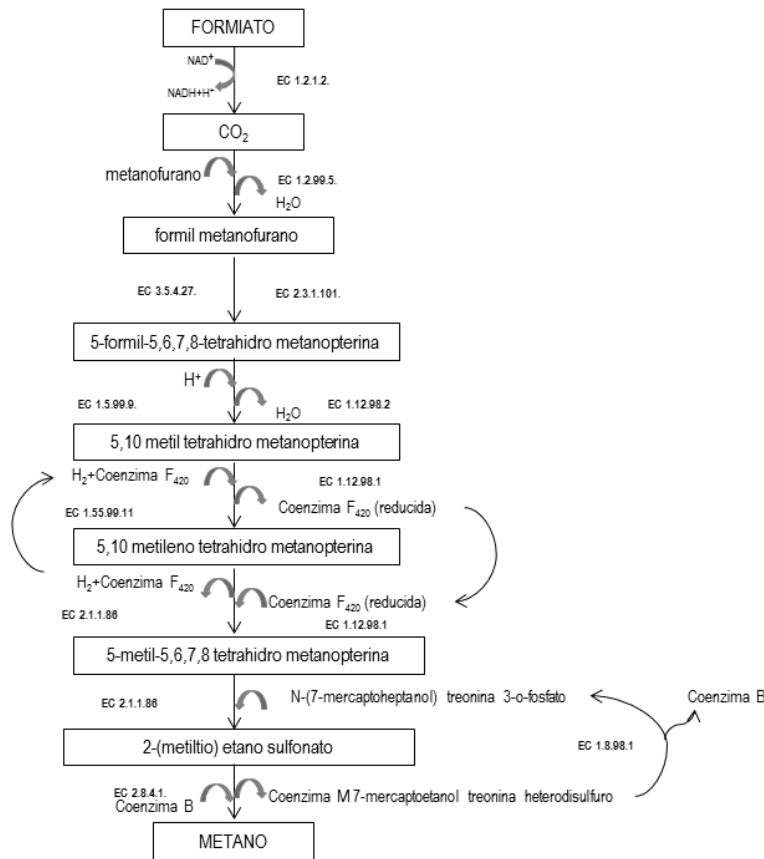 FORMIATO
NAD⁺
EC 1.2.1.2.
NADH+H⁺
CO₂
metanofurano
EC 1.2.99.5.
H₂O
formil metanofurano
EC 3.5.4.27.
EC 2.3.1.101.
5-formil-5,6,7,8-tetrahidro metanopterina
H⁺
EC 1.5.99.9.
EC 1.12.98.2
H₂O
5,10 metil tetrahidro metanopterina
H₂+Coenzima F₄₂₀
EC 1.12.98.1
Coenzima F₄₂₀ (reducida)
EC 1.55.99.11
5,10 metileno tetrahidro metanopterina
H₂+Coenzima F₄₂₀
Coenzima F₄₂₀ (reducida)
EC 2.1.1.86
EC 1.12.98.1
5-metil-5,6,7,8 tetrahidro metanopterina
N-(7-mercaptoheptanol) treonina 3-o-fosfato
Coenzima B
EC 2.1.1.86
2-(metiltio) etano sulfonato
EC 1.8.98.1
EC 2.8.4.1.
Coenzima B
Coenzima M 7-mercaptoetanol treonina heterodisulfuro
METANO